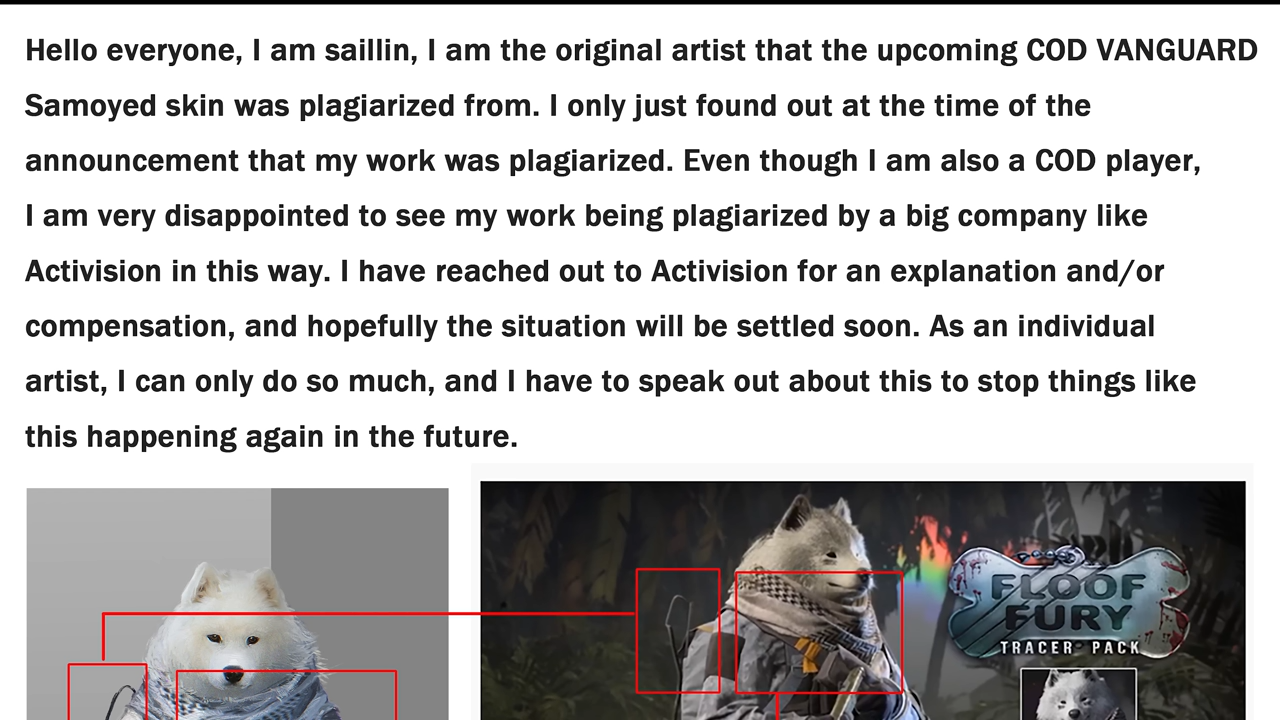 Hello everyone, I am saillin, I am the original artist that the upcoming COD VANGUARD
Samoyed skin was plagiarized from. I only just found out at the time of the
announcement that my work was plagiarized. Even though I am also a COD player,
I am very disappointed to see my work being plagiarized by a big company like
Activision in this way. I have reached out to Activision for an explanation and/or
compensation, and hopefully the situation will be settled soon. As an individual
artist, I can only do so much, and I have to speak out about this to stop things like
this happening again in the future.
FLOOF
FURY
TRACER PACK